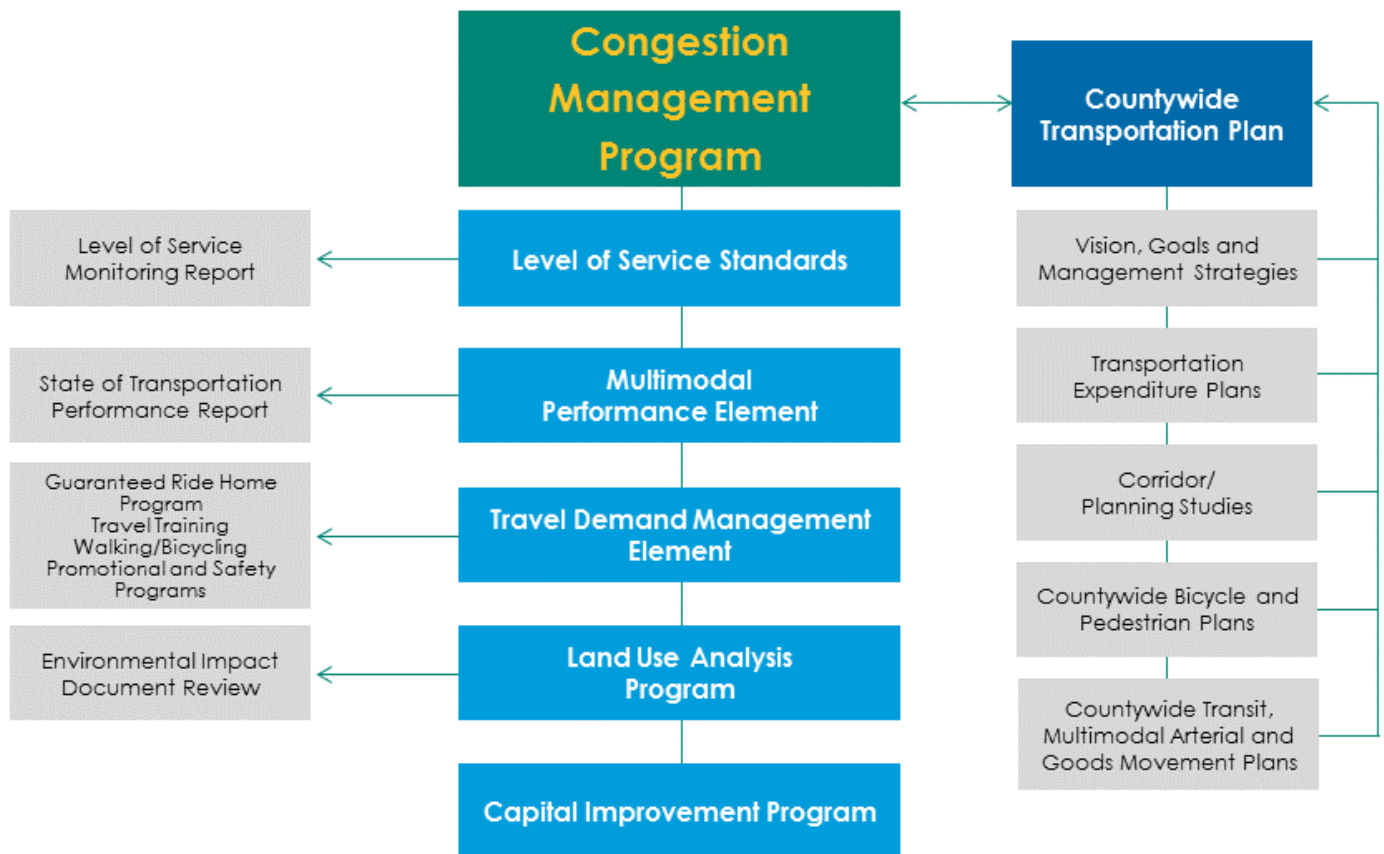 Congestion
Management
Program
Countywide
Transportation Plan
Level of Service
Monitoring Report
Level of Service Standards
Vision, Goals and
Management Strategies
State of Transportation
Performance Report
Multimodal
Performance Element
Transportation
Expenditure Plans
Guaranteed Ride Home
Program
Travel Training
Walking/Bicycling
Promotional and Safety
Programs
Travel Demand Management
Element
Corridor/
Planning Studies
Environmental Impact
Document Review
Land Use Analysis
Program
Countywide Bicycle and
Pedestrian Plans
Capital Improvement Program
Countywide Transit,
Multimodal Arterial and
Goods Movement Plans